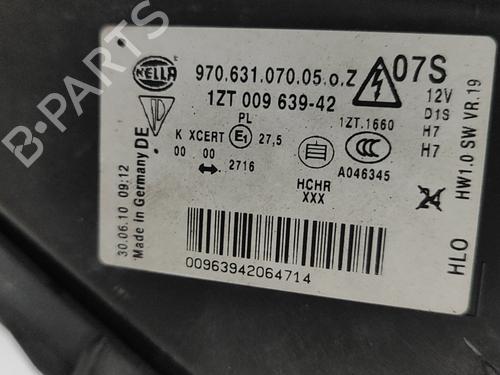 HELLA
970.631.070.05.o.Z
07S
1ZT 009 639-42
12V
D1S
H7
H7
PL
K XCERT E1 27,5
00 00
2716
1ZT.1660
CCC
A046345
HCHR
XXX
24
HLO
HW1.0 SW VR.19
DE
Made in Germany
30.06.10 09:12
00963942064714
B-Parts